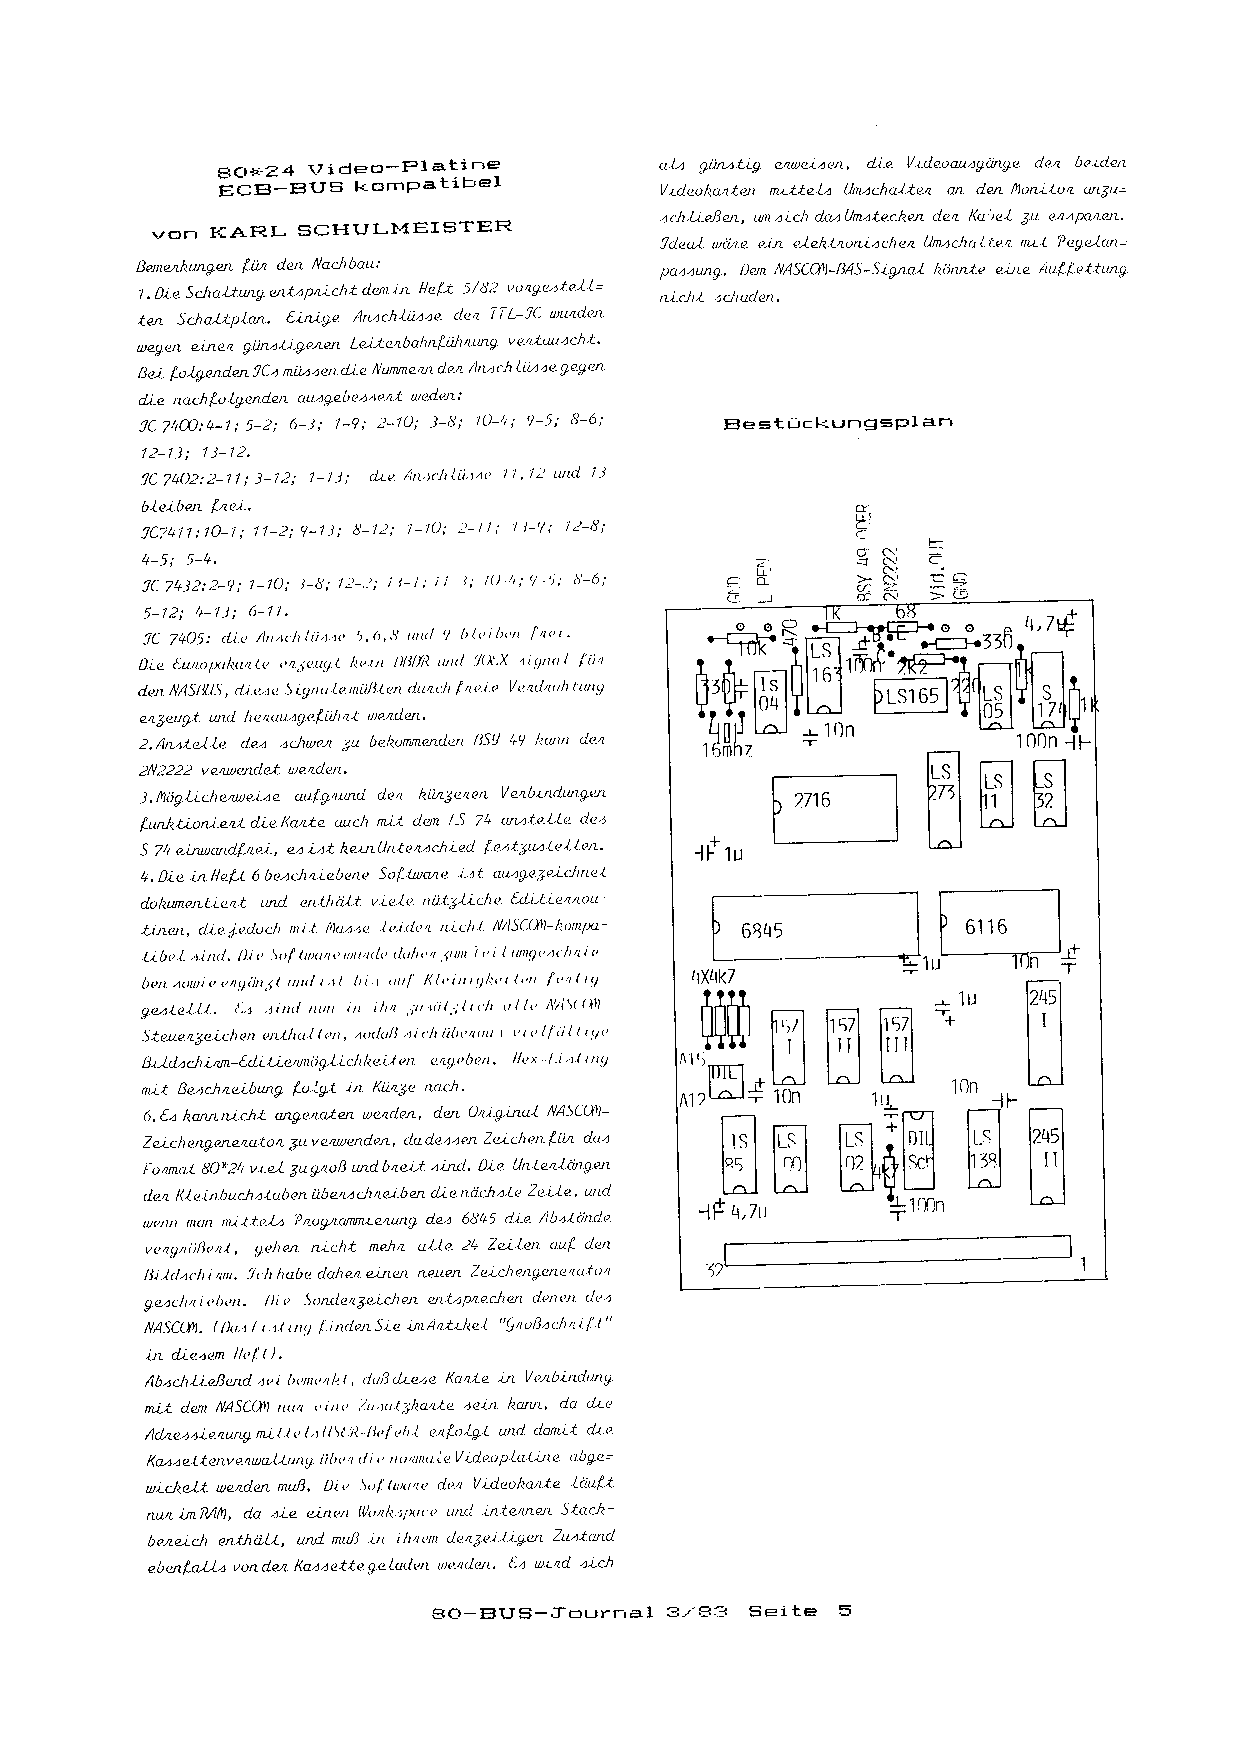 80*24 Video-Platine
ECB-BUS kompatibel
von KARL SCHULMEISTER
Bemerkungen für den Nachbau:
1.Die Schaltung entspricht dem in Heft 5/82 vorgestell=
ten Schaltplan. Einige Anschlüsse der TTL-IC wurden
wegen einer günstigeren Leiterbahnführung vertauscht.
Bei folgenden ICs müssen die Nummern der Anschlüsse gegen
die nachfolgenden ausgebessert weden:
IC 7400:4-1; 5-2; 6-3; 1-9; 2-10; 3-8; 10-4; 9-5; 8-6;
12-13; 13-12.
IC 7402:2-11; 3-12; 1-13; die Anschlüsse 11,12 und 13
bleiben frei.
IC7411:10-1; 11-2; 9-13; 8-12; 1-10; 2-11; 13-9; 12-8;
4-5; 5-4.
IC 7432:2-9; 1-10; 3-8; 12-2; 13-1; 11-3; 10-4; 9-5; 8-6;
5-12; 4-13; 6-11.
IC 7405: die Anschlüsse 5,6,8 und 9 bleiben frei.
Die Europakarte erzeugt kein DBDR und signal für
den NASBUS, diese Signale müßten durch freie Verdrahtung
erzeugt und herausgeführt werden.
2.Anstelle des schwer zu bekommenden BSY 49 kann der
2N2222 verwendet werden.
3.Möglicherweise aufgrund der kürzeren Verbindungen
funktioniert die Karte auch mit dem LS 74 anstelle des
S 74 einwandfrei, es ist kein Unterschied festzustellen.
4.Die in Heft 6 beschriebene Software ist ausgezeichnet
dokumentiert und enthält viele nützliche Editierrou-
tinen, die jedoch mit Masse leider nicht NASCOM-kompa-
tibel sind. Die Software wurde daher zum Teil umgeschrie-
ben sowie ergänzt und ist bis auf Kleinigkeiten fertig
gestellt. Es sind nun in ihr zusätzlich alle NASCOM
Steuerzeichen enthalten, sodaß sich überaus vielfältige
Bildschirm-Editiermöglichkeiten ergeben. Hex-Listing
mit Beschreibung folgt in Kürze nach.
6.Es kann nicht angeraten werden, den Original NASCOM-
Zeichengenerator zu verwenden, da dessen Zeichen für das
Format 80*24 viel zu groß und breit sind. Die Unterlängen
der Kleinbuchstaben überschreiben die nächste Zeile, und
wenn man mittels Programmierung des 6845 die Abstände
vergrößert, gehen nicht mehr alle 24 Zeilen auf den
Bildschirm. Ich habe daher einen neuen Zeichengenerator
geschrieben. Die Sonderzeichen entsprechen denen des
NASCOM. (Das Listing finden Sie im Artikel "Großschrift"
in diesem Heft).
Abschließend sei bemerkt, daß diese Karte in Verbindung
mit dem NASCOM nur eine Zusatzkarte sein kann, da die
Adressierung mittels USER-Befehl erfolgt und damit die
Kassettenverwaltung über die normale Videoplatine abge=
wickelt werden muß. Die Software der Videokarte läuft
nur im RAM, da sie einen Workspace und internen Stack-
bereich enthält, und muß in ihrem derzeitigen Zustand
ebenfalls von der Kassette geladen werden. Es wird sich
als günstig erweisen, die Videoausgänge der beiden
Videokarten mittels Umschalter an den Monitor anzu=
schließen, um sich das Umstecken der Kabel zu ersparen.
Ideal wäre ein elektronischer Umschalter mit Pegelan=
passung. Dem NASCOM-BAS-Signal könnte eine Auffettung
nicht schaden.
Bestückungsplan
GND
LPEN
BSY 49 ODER
2N2222
Vid.OUT
GND
1K
68
4,7u
10k
470
LS
163
100n
B
E
2K2
330
330
LS
04
LS165
220
LS
05
S
174
1k
16mhz
10n
100n
2716
LS
273
LS
11
LS
32
1u
6845
6116
1u
10n
4X4k7
1u
245
I
157
I
157
II
157
III
A15
DIL
A12
10n
1u
10n
LS
85
LS
00
LS
02
4k7
DIL
Sch
LS
138
245
II
4,7u
100n
32
1
80-BUS-Journal 3/83 Seite 5